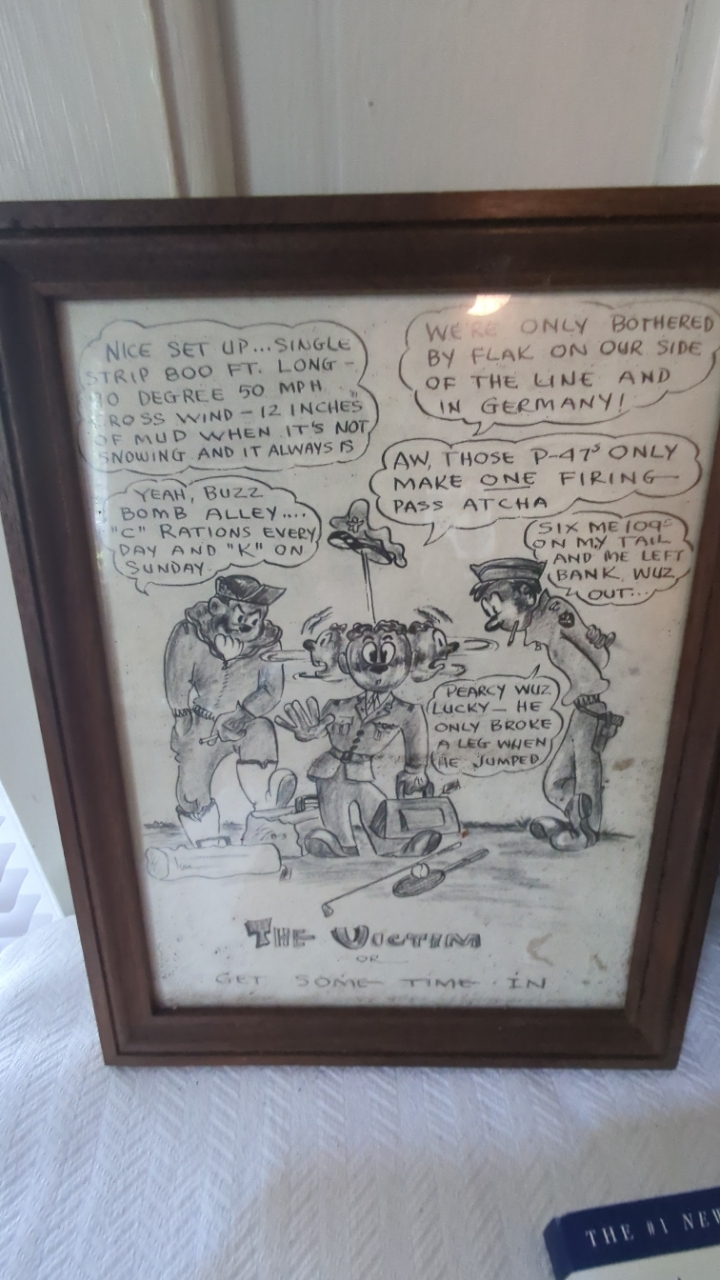 NICE SET UP...SINGLE
STRIP 800 FT. LONG -
90 DEGREE 50 MPH
CROSS WIND - 12 INCHES
OF MUD WHEN IT'S NOT
SNOWING AND IT ALWAYS IS
WE'RE ONLY BOTHERED
BY FLAK ON OUR SIDE
OF THE LINE AND
IN GERMANY!
AW, THOSE P-47S ONLY
MAKE ONE FIRING
PASS ATCHA
YEAH, BUZZ
BOMB ALLEY....
"C" RATIONS EVERY
DAY AND "K" ON
SUNDAY.
SIX ME 109S
ON MY TAIL
AND ME LEFT
BANK WUZ
OUT...
PEARCY WUZ
LUCKY - HE
ONLY BROKE
A LEG WHEN
HE JUMPED
THE VICTIM
OR
GET SOME TIME IN
THE #1 NEW